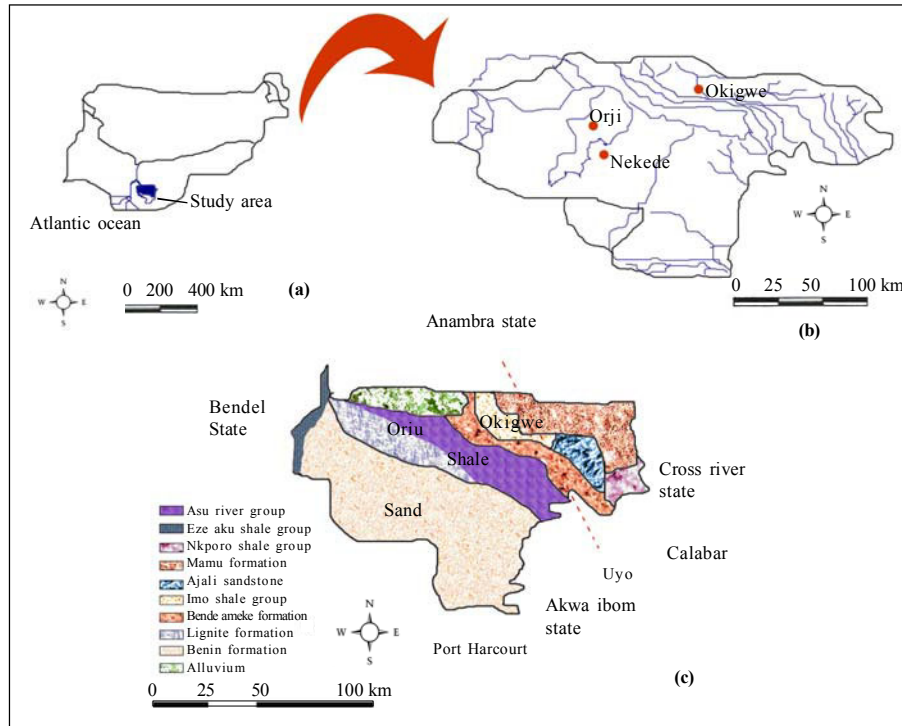 Study area
Atlantic ocean
N
W E
S
0 200 400 km
(a)
Okigwe
Orji
Nekede
N
W E
S
0 25 50 100 km
(b)
Anambra state
Bendel
State
Oriu
Okigwe
Shale
Sand
Cross river
state
Calabar
Uyo
Akwa ibom
state
Port Harcourt
Asu river group
Eze aku shale group
Nkporo shale group
Mamu formation
Ajali sandstone
Imo shale group
Bende ameke formation
Lignite formation
Benin formation
Alluvium
N
W E
S
0 25 50 100 km
(c)